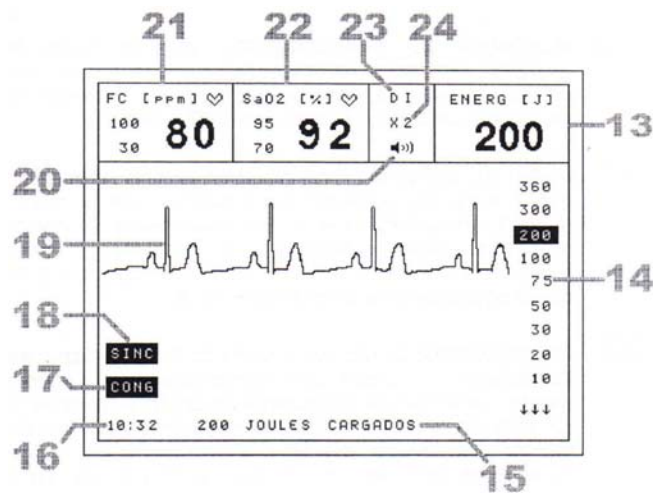 21 22 23 24
FC [PPM] SaO2 [%] DI ENERG [J]
100 80 95 92 X2 200 13
30 70
20
360
300
19 200
100
75 14
50
18 30
SINC 20
17 CONG 10
↓↓↓
10:32 200 JOULES CARGADOS
16 15